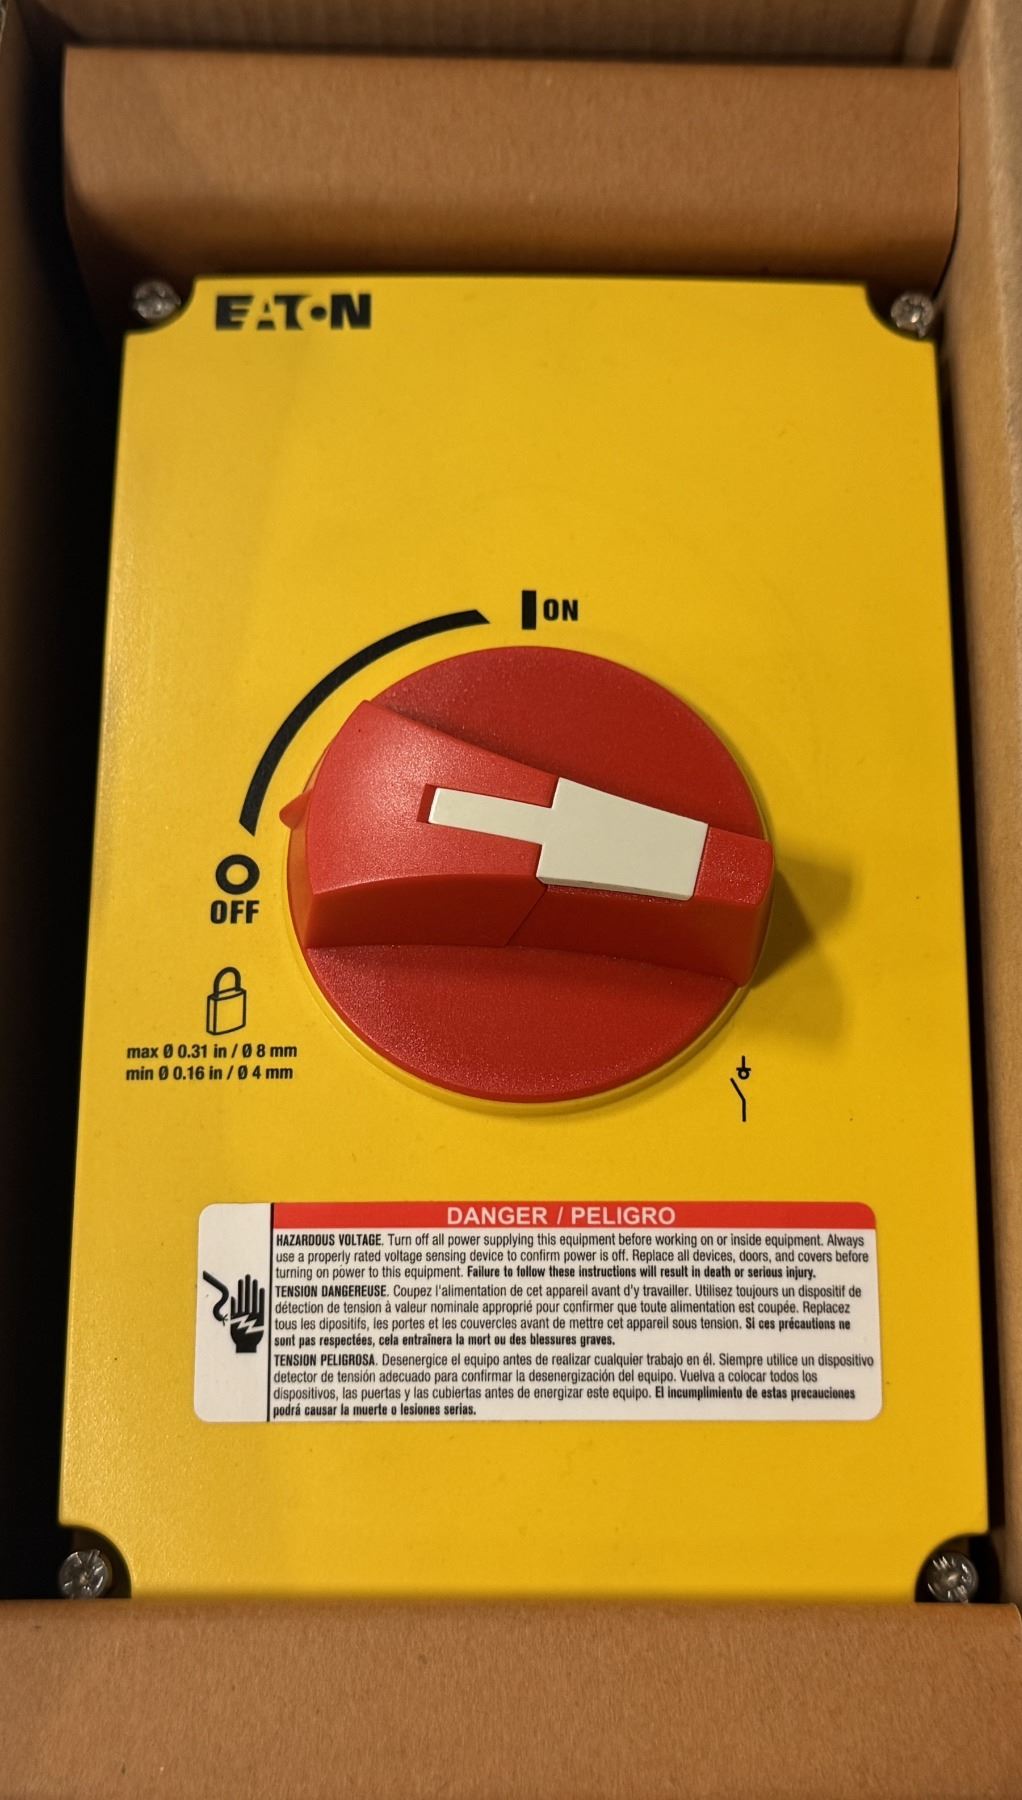 EATON
ON
OFF
max Ø 0.31 in / Ø 8 mm
min Ø 0.16 in / Ø 4 mm
DANGER / PELIGRO
HAZARDOUS VOLTAGE. Turn off all power supplying this equipment before working on or inside equipment. Always
use a properly rated voltage sensing device to confirm power is off. Replace all devices, doors, and covers before
turning on power to this equipment. Failure to follow these instructions will result in death or serious injury.
TENSION DANGEREUSE. Coupez l'alimentation de cet appareil avant d'y travailler. Utilisez toujours un dispositif de
détection de tension à valeur nominale approprié pour confirmer que toute alimentation est coupée. Replacez
tous les dipositifs, les portes et les couvercles avant de mettre cet appareil sous tension. Si ces précautions ne
sont pas respectées, cela entraînera la mort ou des blessures graves.
TENSION PELIGROSA. Desenergice el equipo antes de realizar cualquier trabajo en él. Siempre utilice un dispositivo
detector de tensión adecuado para confirmar la desenergización del equipo. Vuelva a colocar todos los
dispositivos, las puertas y las cubiertas antes de energizar este equipo. El incumplimiento de estas precauciones
podrá causar la muerte o lesiones serias.